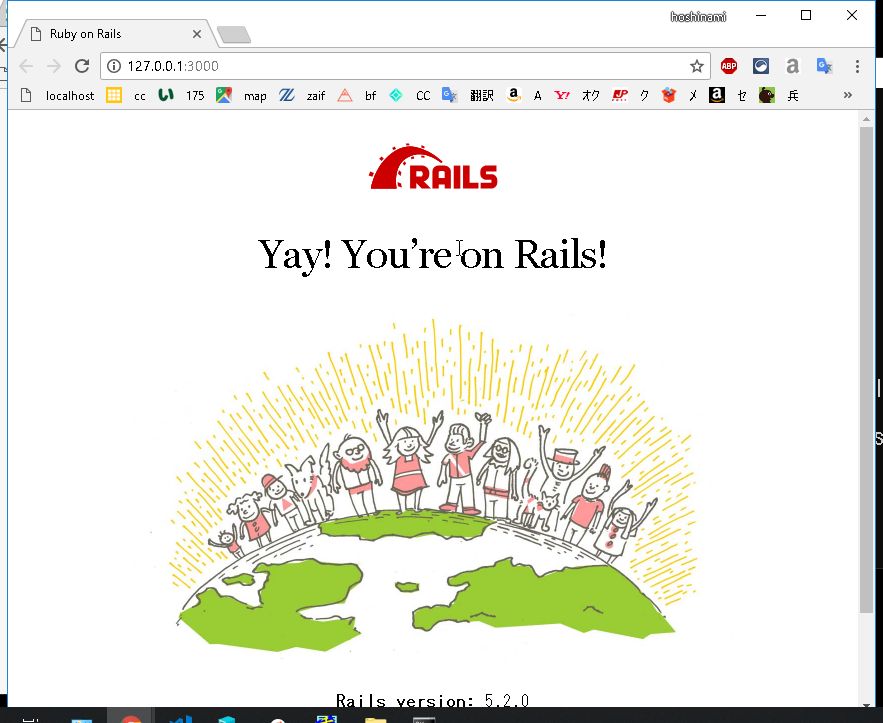 hoshinami
Ruby on Rails
127.0.0.1:3000
ABP a
localhost cc 175 map zaif bf CC 翻訳 a A Y! オク JP ク メ a セ 兵 »
RAILS
Yay! You’re on Rails!
Rails version: 5.2.0